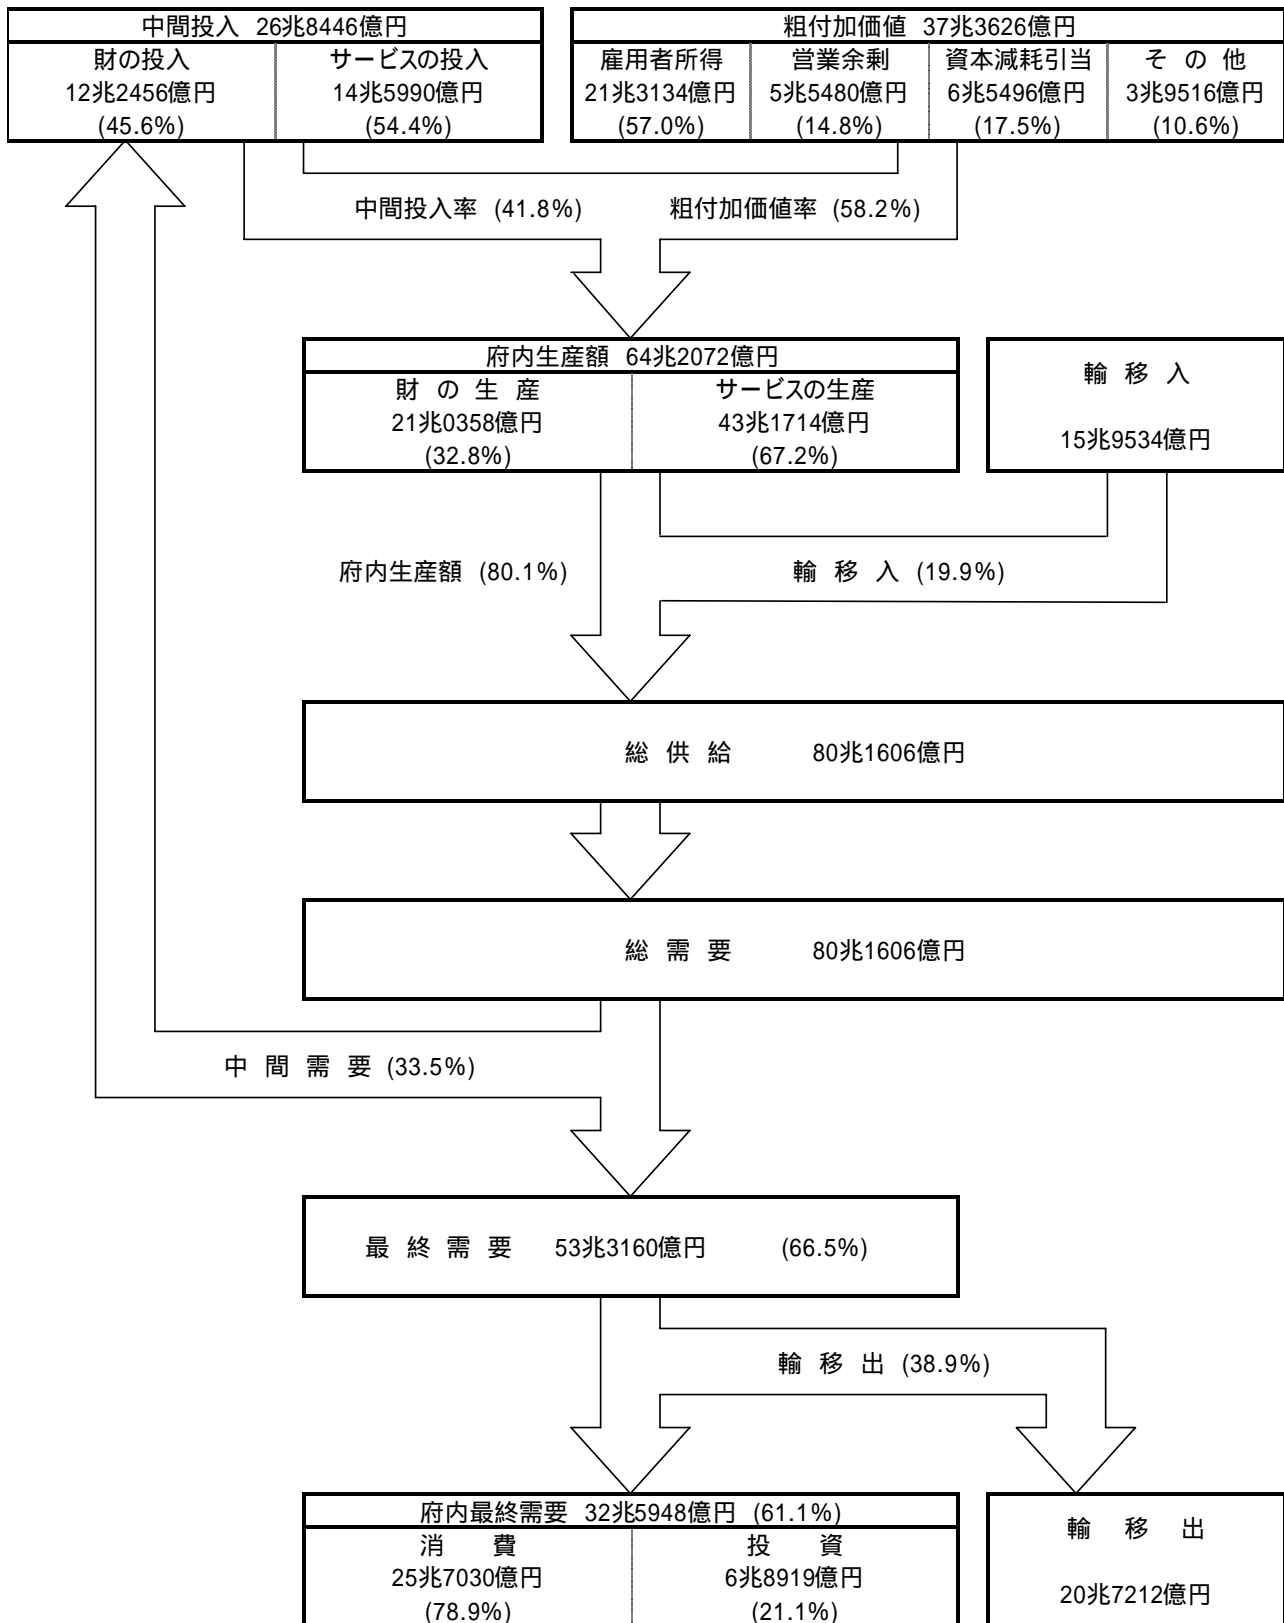 中間投入 26兆8446億円
粗付加価値 37兆3626億円
財の投入 サービスの投入
12兆2456億円 14兆5990億円
(45.6%) (54.4%)
雇用者所得 営業余剰 資本減耗引当 そ の 他
21兆3134億円 5兆5480億円 6兆5496億円 3兆9516億円
(57.0%) (14.8%) (17.5%) (10.6%)
中間投入率 (41.8%) 粗付加価値率 (58.2%)
府内生産額 64兆2072億円
財 の 生 産 サービスの生産
21兆0358億円 43兆1714億円
(32.8%) (67.2%)
輸 移 入
15兆9534億円
府内生産額 (80.1%) 輸 移 入 (19.9%)
総 供 給 80兆1606億円
総 需 要 80兆1606億円
中 間 需 要 (33.5%)
最 終 需 要 53兆3160億円 (66.5%)
輸 移 出 (38.9%)
府内最終需要 32兆5948億円 (61.1%)
消 費 投 資
25兆7030億円 6兆8919億円
(78.9%) (21.1%)
輸 移 出
20兆7212億円